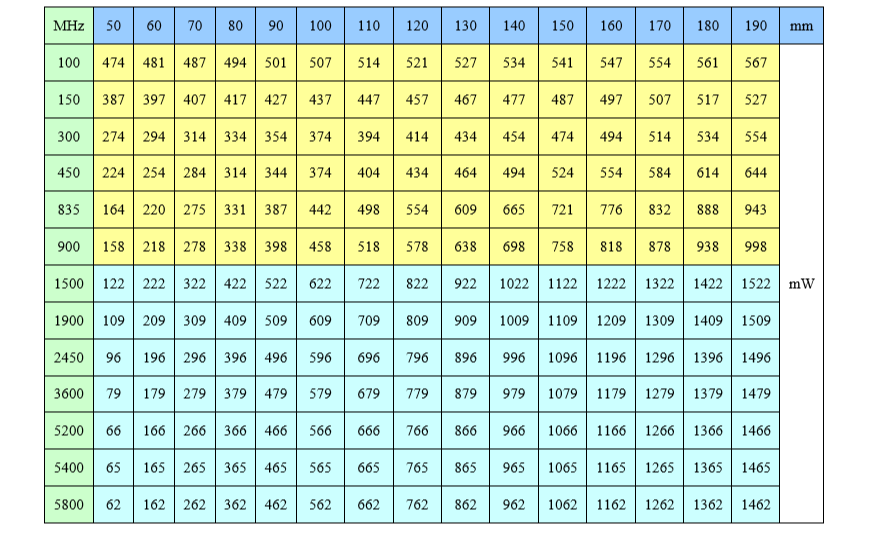 MHz 50 60 70 80 90 100 110 120 130 140 150 160 170 180 190 mm
100 474 481 487 494 501 507 514 521 527 534 541 547 554 561 567
150 387 397 407 417 427 437 447 457 467 477 487 497 507 517 527
300 274 294 314 334 354 374 394 414 434 454 474 494 514 534 554
450 224 254 284 314 344 374 404 434 464 494 524 554 584 614 644
835 164 220 275 331 387 442 498 554 609 665 721 776 832 888 943
900 158 218 278 338 398 458 518 578 638 698 758 818 878 938 998
1500 122 222 322 422 522 622 722 822 922 1022 1122 1222 1322 1422 1522 mW
1900 109 209 309 409 509 609 709 809 909 1009 1109 1209 1309 1409 1509
2450 96 196 296 396 496 596 696 796 896 996 1096 1196 1296 1396 1496
3600 79 179 279 379 479 579 679 779 879 979 1079 1179 1279 1379 1479
5200 66 166 266 366 466 566 666 766 866 966 1066 1166 1266 1366 1466
5400 65 165 265 365 465 565 665 765 865 965 1065 1165 1265 1365 1465
5800 62 162 262 362 462 562 662 762 862 962 1062 1162 1262 1362 1462